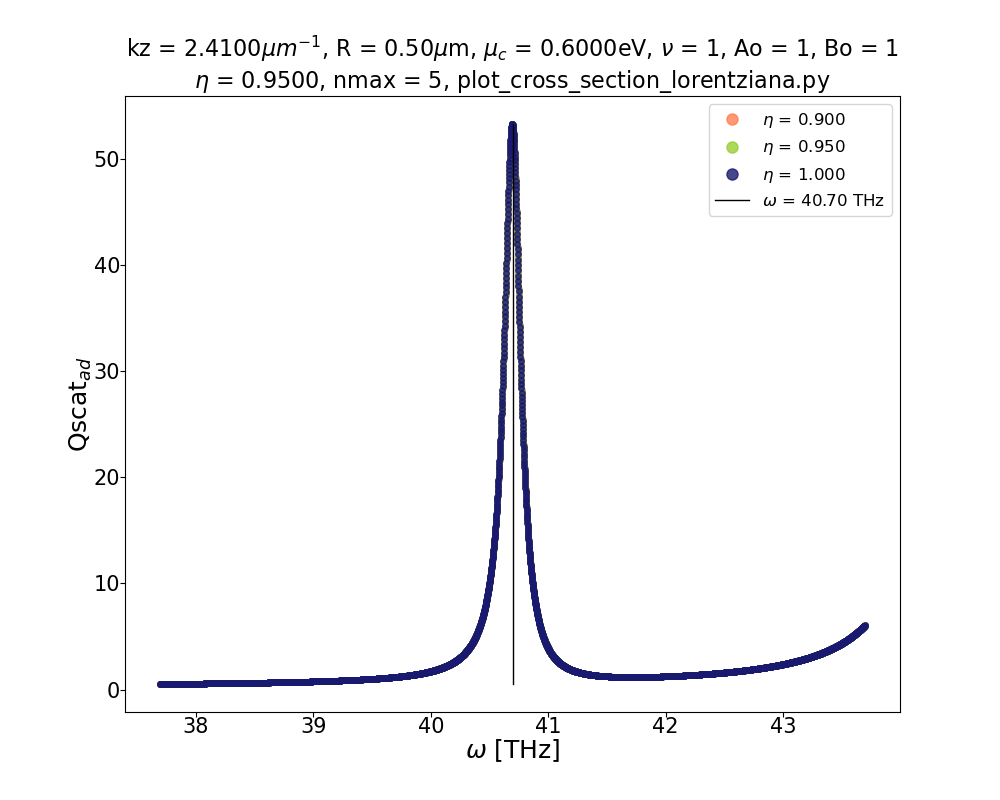 kz = 2.4100μm⁻¹, R = 0.50μm, μ_c = 0.6000eV, ν = 1, Ao = 1, Bo = 1
η = 0.9500, nmax = 5, plot_cross_section_lorentziana.py
η = 0.900
η = 0.950
η = 1.000
ω = 40.70 THz
Qscat_ad
50
40
30
20
10
0
38 39 40 41 42 43
ω [THz]